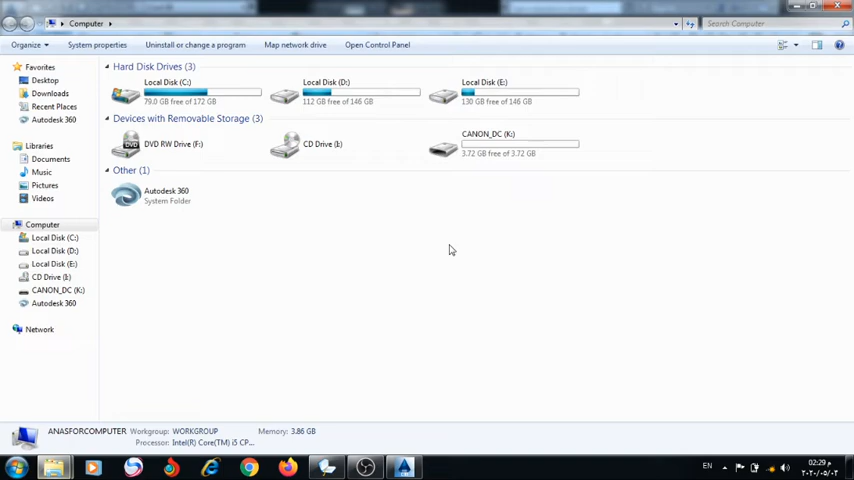 Computer
Search Computer
Organize
System properties
Uninstall or change a program
Map network drive
Open Control Panel
Favorites
Desktop
Downloads
Recent Places
Autodesk 360
Libraries
Documents
Music
Pictures
Videos
Computer
Local Disk (C:)
Local Disk (D:)
Local Disk (E:)
CD Drive (I:)
CANON_DC (K:)
Autodesk 360
Network
Hard Disk Drives (3)
Local Disk (C:)
79.0 GB free of 172 GB
Local Disk (D:)
112 GB free of 146 GB
Local Disk (E:)
130 GB free of 146 GB
Devices with Removable Storage (3)
DVD RW Drive (F:)
DVD
CD Drive (I:)
CANON_DC (K:)
3.72 GB free of 3.72 GB
Other (1)
Autodesk 360
System Folder
ANASFORCOMPUTER Workgroup: WORKGROUP Memory: 3.86 GB
Processor: Intel(R) Core(TM) i5 CP...
EN
02:29 م
٢٠٢٠/٠٥/٠٢